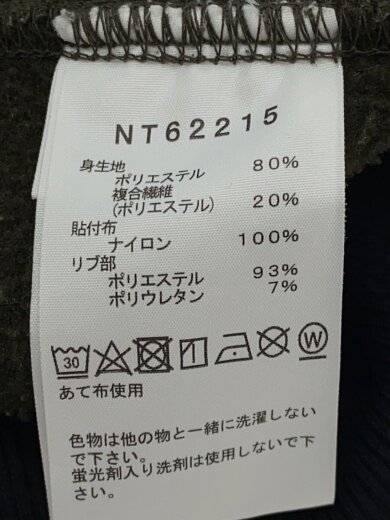 NT62215
身生地
ポリエステル 80%
複合繊維
(ポリエステル) 20%
貼付布
ナイロン 100%
リブ部
ポリエステル 93%
ポリウレタン 7%
30 W
あて布使用
色物は他の物と一緒に洗濯しない
で下さい。
蛍光剤入り洗剤は使用しないで下
さい。